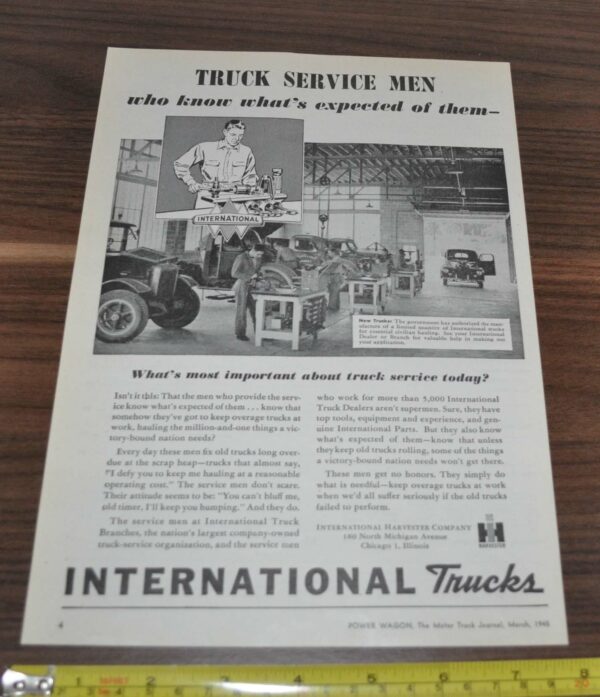 TRUCK SERVICE MEN
who know what's expected of them—
INTERNATIONAL
New Trucks: The government has authorized the manu-
facture of a limited quantity of International trucks
for essential civilian hauling. See your International
Dealer or Branch for valuable help in making out
your application.
What's most important about truck service today?
Isn't it this: That the men who provide the serv-
ice know what's expected of them . . . know that
somehow they've got to keep overage trucks at
work, hauling the million-and-one things a vic-
tory-bound nation needs?
Every day these men fix old trucks long over-
due at the scrap heap—trucks that almost say,
"I defy you to keep me hauling at a reasonable
operating cost." The service men don't scare.
Their attitude seems to be: "You can't bluff me,
old timer, I'll keep you humping." And they do.
The service men at International Truck
Branches, the nation's largest company-owned
truck-service organization, and the service men
who work for more than 5,000 International
Truck Dealers aren't supermen. Sure, they have
top tools, equipment and experience, and gen-
uine International Parts. But they also know
what's expected of them—know that unless
they keep old trucks rolling, some of the things
a victory-bound nation needs won't get there.
These men get no honors. They simply do
what is needful—keep overage trucks at work
when we'd all suffer seriously if the old trucks
failed to perform.
INTERNATIONAL HARVESTER COMPANY
180 North Michigan Avenue
Chicago 1, Illinois
HARVESTER
INTERNATIONAL Trucks
4
POWER WAGON, The Motor Truck Journal, March, 1945
1 2 3 4 5 6 7 8